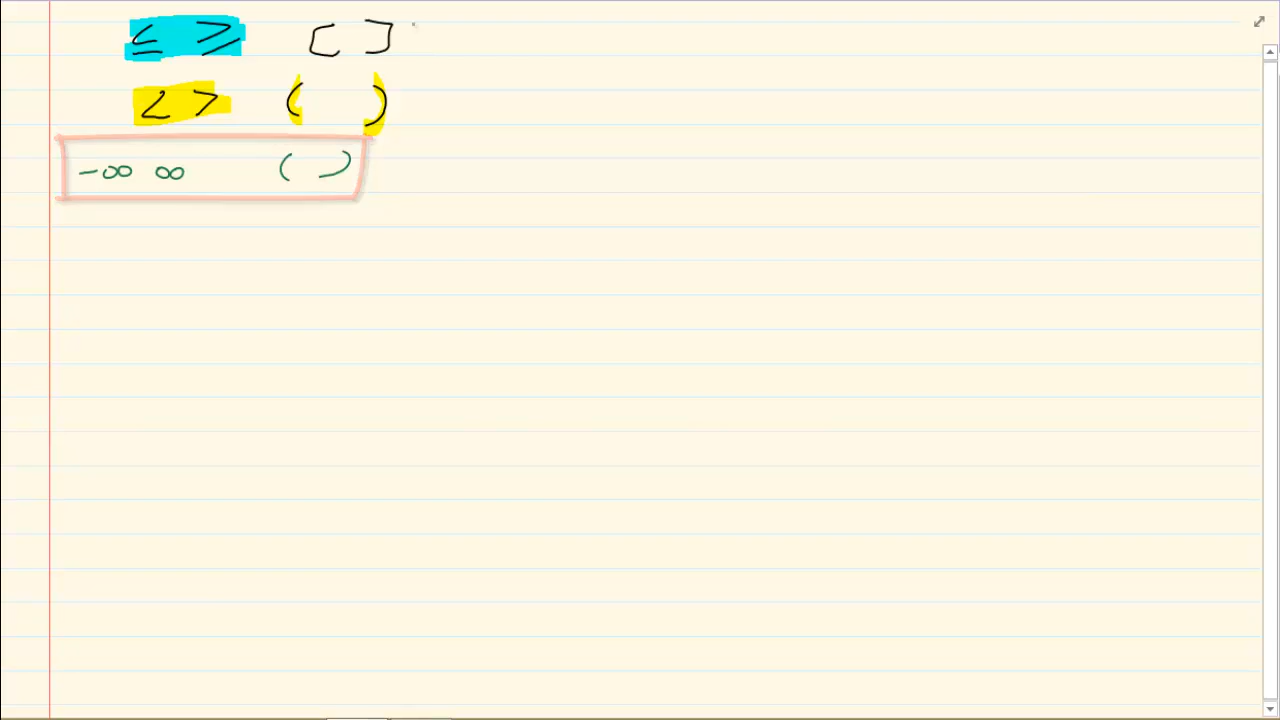 ≤ ≥ [ ]
< > ( )
-∞ ∞ ( )